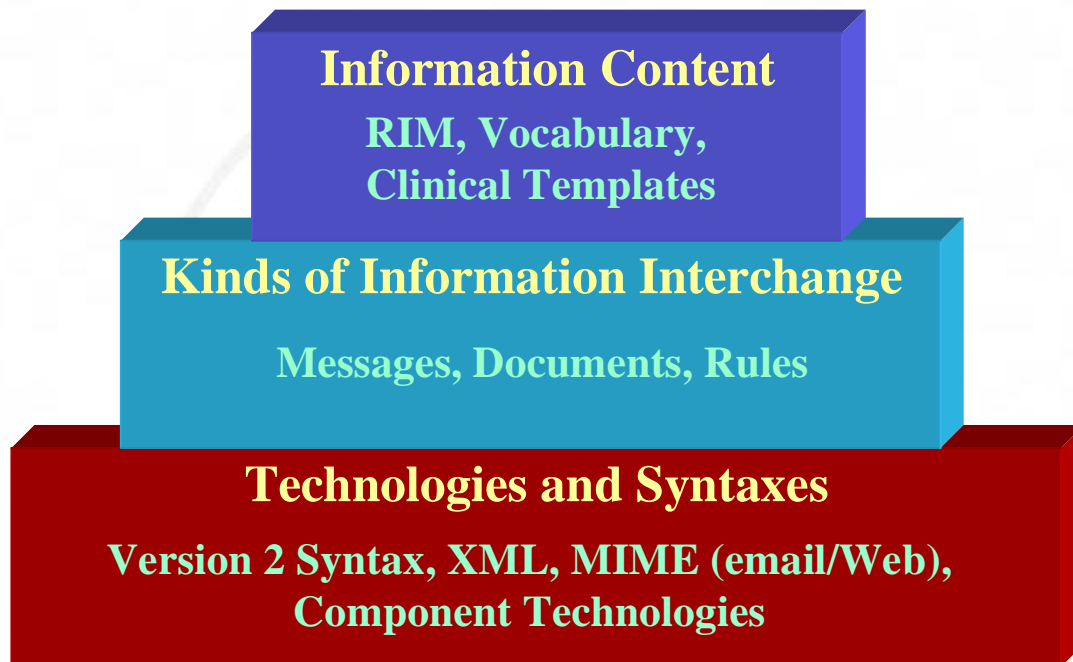 Information Content
RIM, Vocabulary,
Clinical Templates
Kinds of Information Interchange
Messages, Documents, Rules
Technologies and Syntaxes
Version 2 Syntax, XML, MIME (email/Web),
Component Technologies